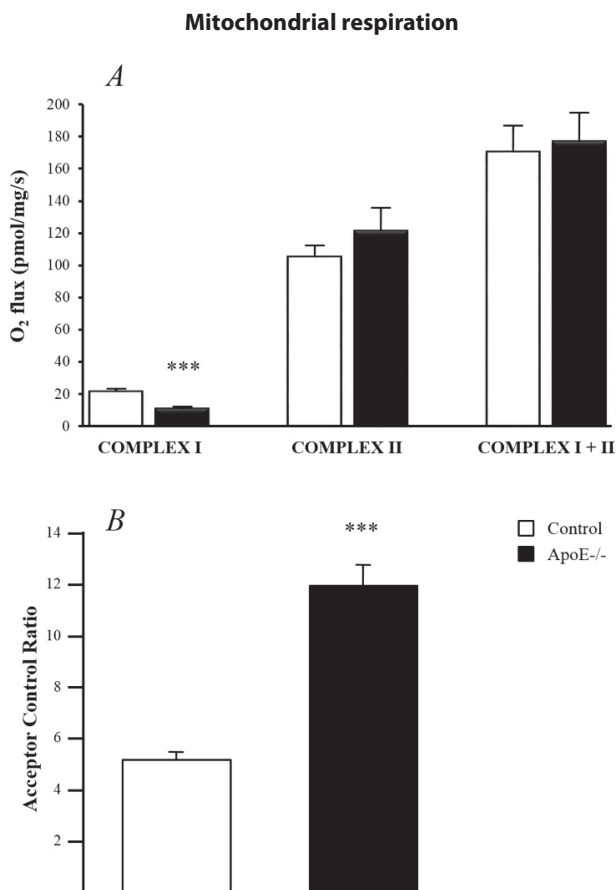 Mitochondrial respiration
A
200
180
160
140
120
100
80
60
40
20
0
O₂ flux (pmol/mg/s)
***
COMPLEX I COMPLEX II COMPLEX I + II
B
14
12
10
8
6
4
2
Acceptor Control Ratio
***
Control
ApoE-/-